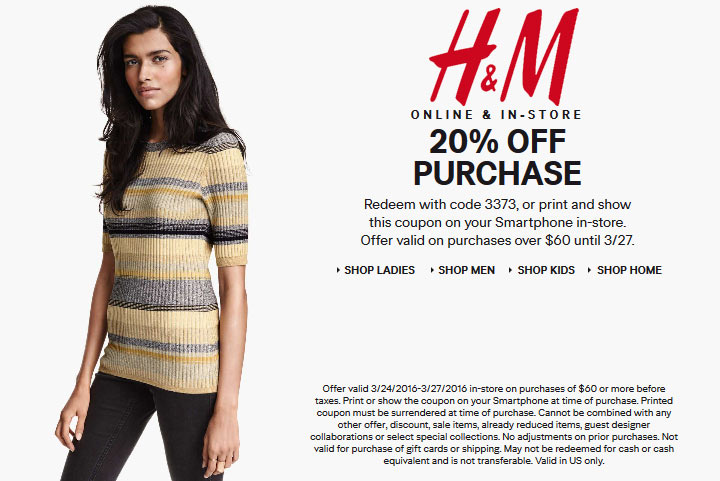 H&M
ONLINE & IN-STORE
20% OFF
PURCHASE
Redeem with code 3373, or print and show
this coupon on your Smartphone in-store.
Offer valid on purchases over $60 until 3/27.
SHOP LADIES SHOP MEN SHOP KIDS SHOP HOME
Offer valid 3/24/2016-3/27/2016 in-store on purchases of $60 or more before
taxes. Print or show the coupon on your Smartphone at time of purchase. Printed
coupon must be surrendered at time of purchase. Cannot be combined with any
other offer, discount, sale items, already reduced items, guest designer
collaborations or select special collections. No adjustments on prior purchases. Not
valid for purchase of gift cards or shipping. May not be redeemed for cash or cash
equivalent and is not transferable. Valid in US only.